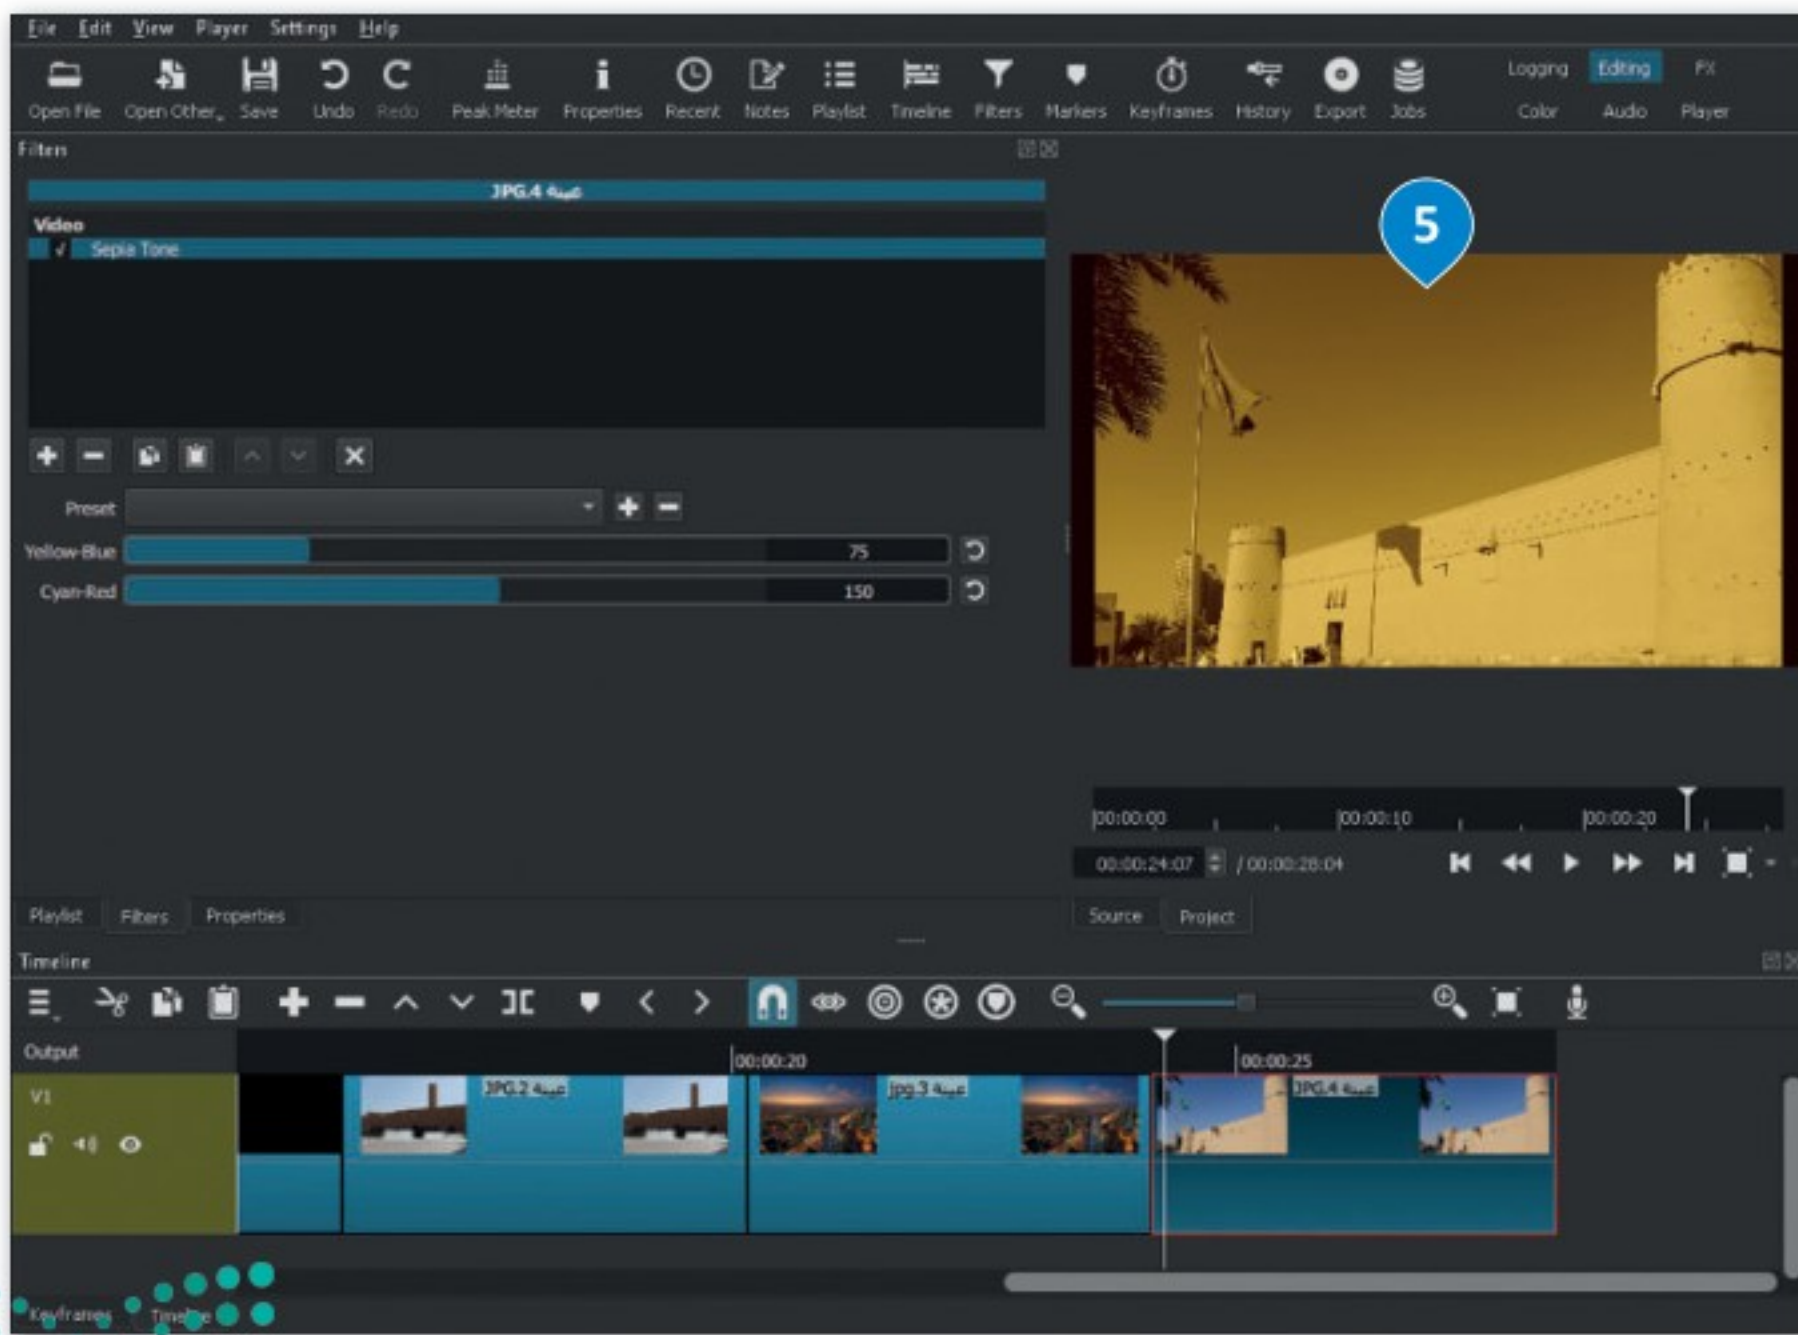 File Edit View Player Settings Help
Open File Open Other Save Undo Redo Peak Meter Properties Recent Notes Playlist Timeline Filters Markers Keyframes History Export Jobs
Logging Editing FX
Color Audio Player
Filters
عينة 4.JPG
Video
Sepia Tone
Preset
Yellow-Blue 75
Cyan-Red 150
5
00:00:00 00:00:10 00:00:20
00:00:24:07 / 00:00:28:04
Playlist Filters Properties
Source Project
Timeline
Output
00:00:20 00:00:25
V1
عينة 2.JPG
عينة 3.jpg
عينة 4.JPG
Keyframes Timeline